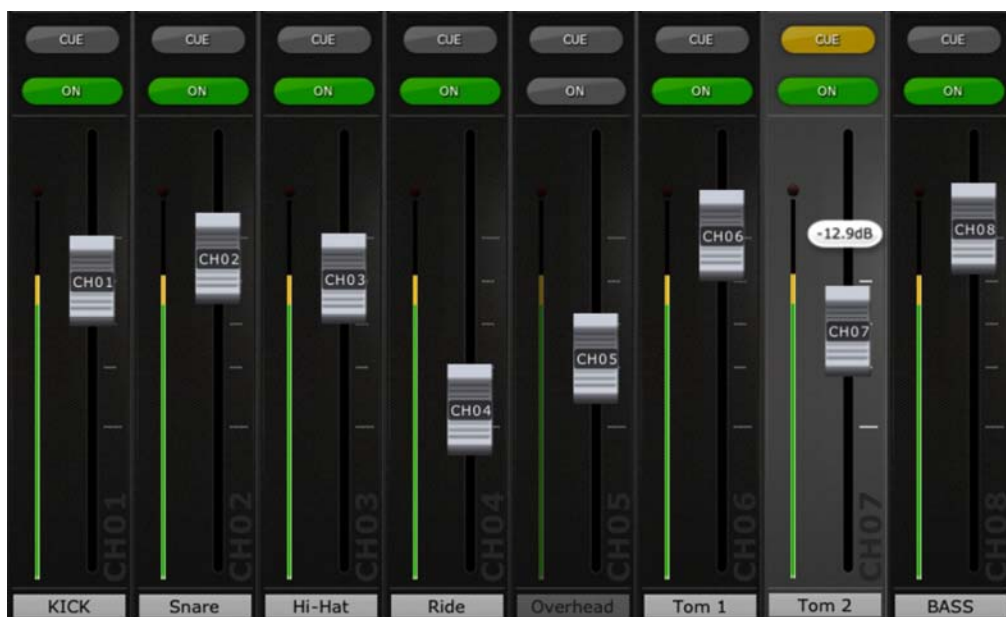 CUE CUE CUE CUE CUE CUE CUE CUE
ON ON ON ON ON ON ON ON
CH01 CH02 CH03 CH04 CH05 CH06 -12.9dB CH07 CH08
CH01 CH02 CH03 CH04 CH05 CH06 CH07 CH08
KICK Snare Hi-Hat Ride Overhead Tom 1 Tom 2 BASS